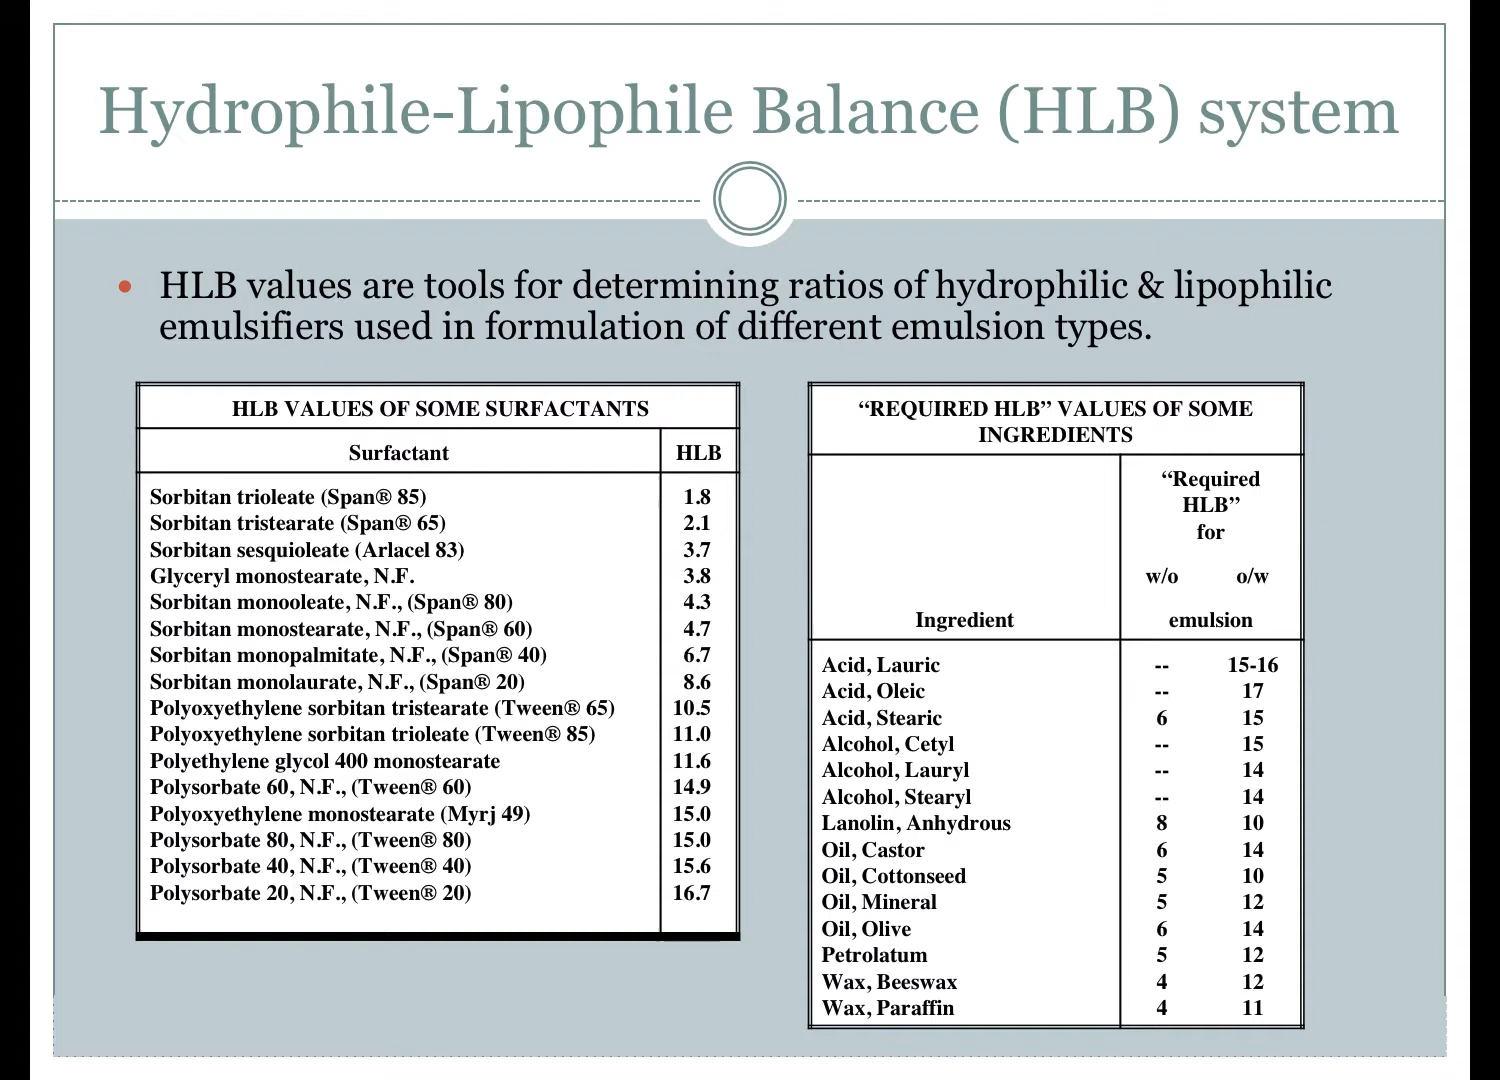 Hydrophile-Lipophile Balance (HLB) system
• HLB values are tools for determining ratios of hydrophilic & lipophilic
emulsifiers used in formulation of different emulsion types.
HLB VALUES OF SOME SURFACTANTS
Surfactant HLB
Sorbitan trioleate (Span® 85) 1.8
Sorbitan tristearate (Span® 65) 2.1
Sorbitan sesquioleate (Arlacel 83) 3.7
Glyceryl monostearate, N.F. 3.8
Sorbitan monooleate, N.F., (Span® 80) 4.3
Sorbitan monostearate, N.F., (Span® 60) 4.7
Sorbitan monopalmitate, N.F., (Span® 40) 6.7
Sorbitan monolaurate, N.F., (Span® 20) 8.6
Polyoxyethylene sorbitan tristearate (Tween® 65) 10.5
Polyoxyethylene sorbitan trioleate (Tween® 85) 11.0
Polyethylene glycol 400 monostearate 11.6
Polysorbate 60, N.F., (Tween® 60) 14.9
Polyoxyethylene monostearate (Myrj 49) 15.0
Polysorbate 80, N.F., (Tween® 80) 15.0
Polysorbate 40, N.F., (Tween® 40) 15.6
Polysorbate 20, N.F., (Tween® 20) 16.7
“REQUIRED HLB” VALUES OF SOME
INGREDIENTS
“Required
HLB”
for
w/o o/w
Ingredient emulsion
Acid, Lauric -- 15-16
Acid, Oleic -- 17
Acid, Stearic 6 15
Alcohol, Cetyl -- 15
Alcohol, Lauryl -- 14
Alcohol, Stearyl -- 14
Lanolin, Anhydrous 8 10
Oil, Castor 6 14
Oil, Cottonseed 5 10
Oil, Mineral 5 12
Oil, Olive 6 14
Petrolatum 5 12
Wax, Beeswax 4 12
Wax, Paraffin 4 11